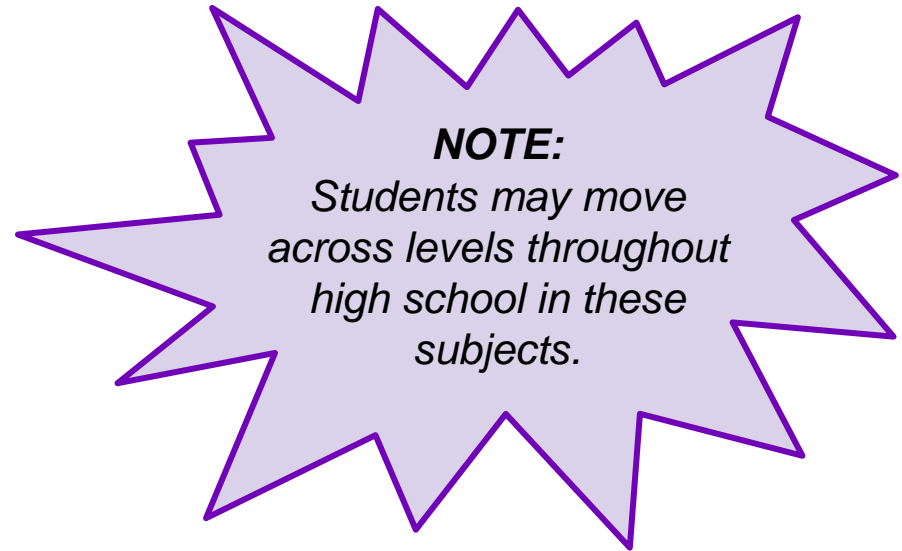 NOTE:
Students may move
across levels throughout
high school in these
subjects.